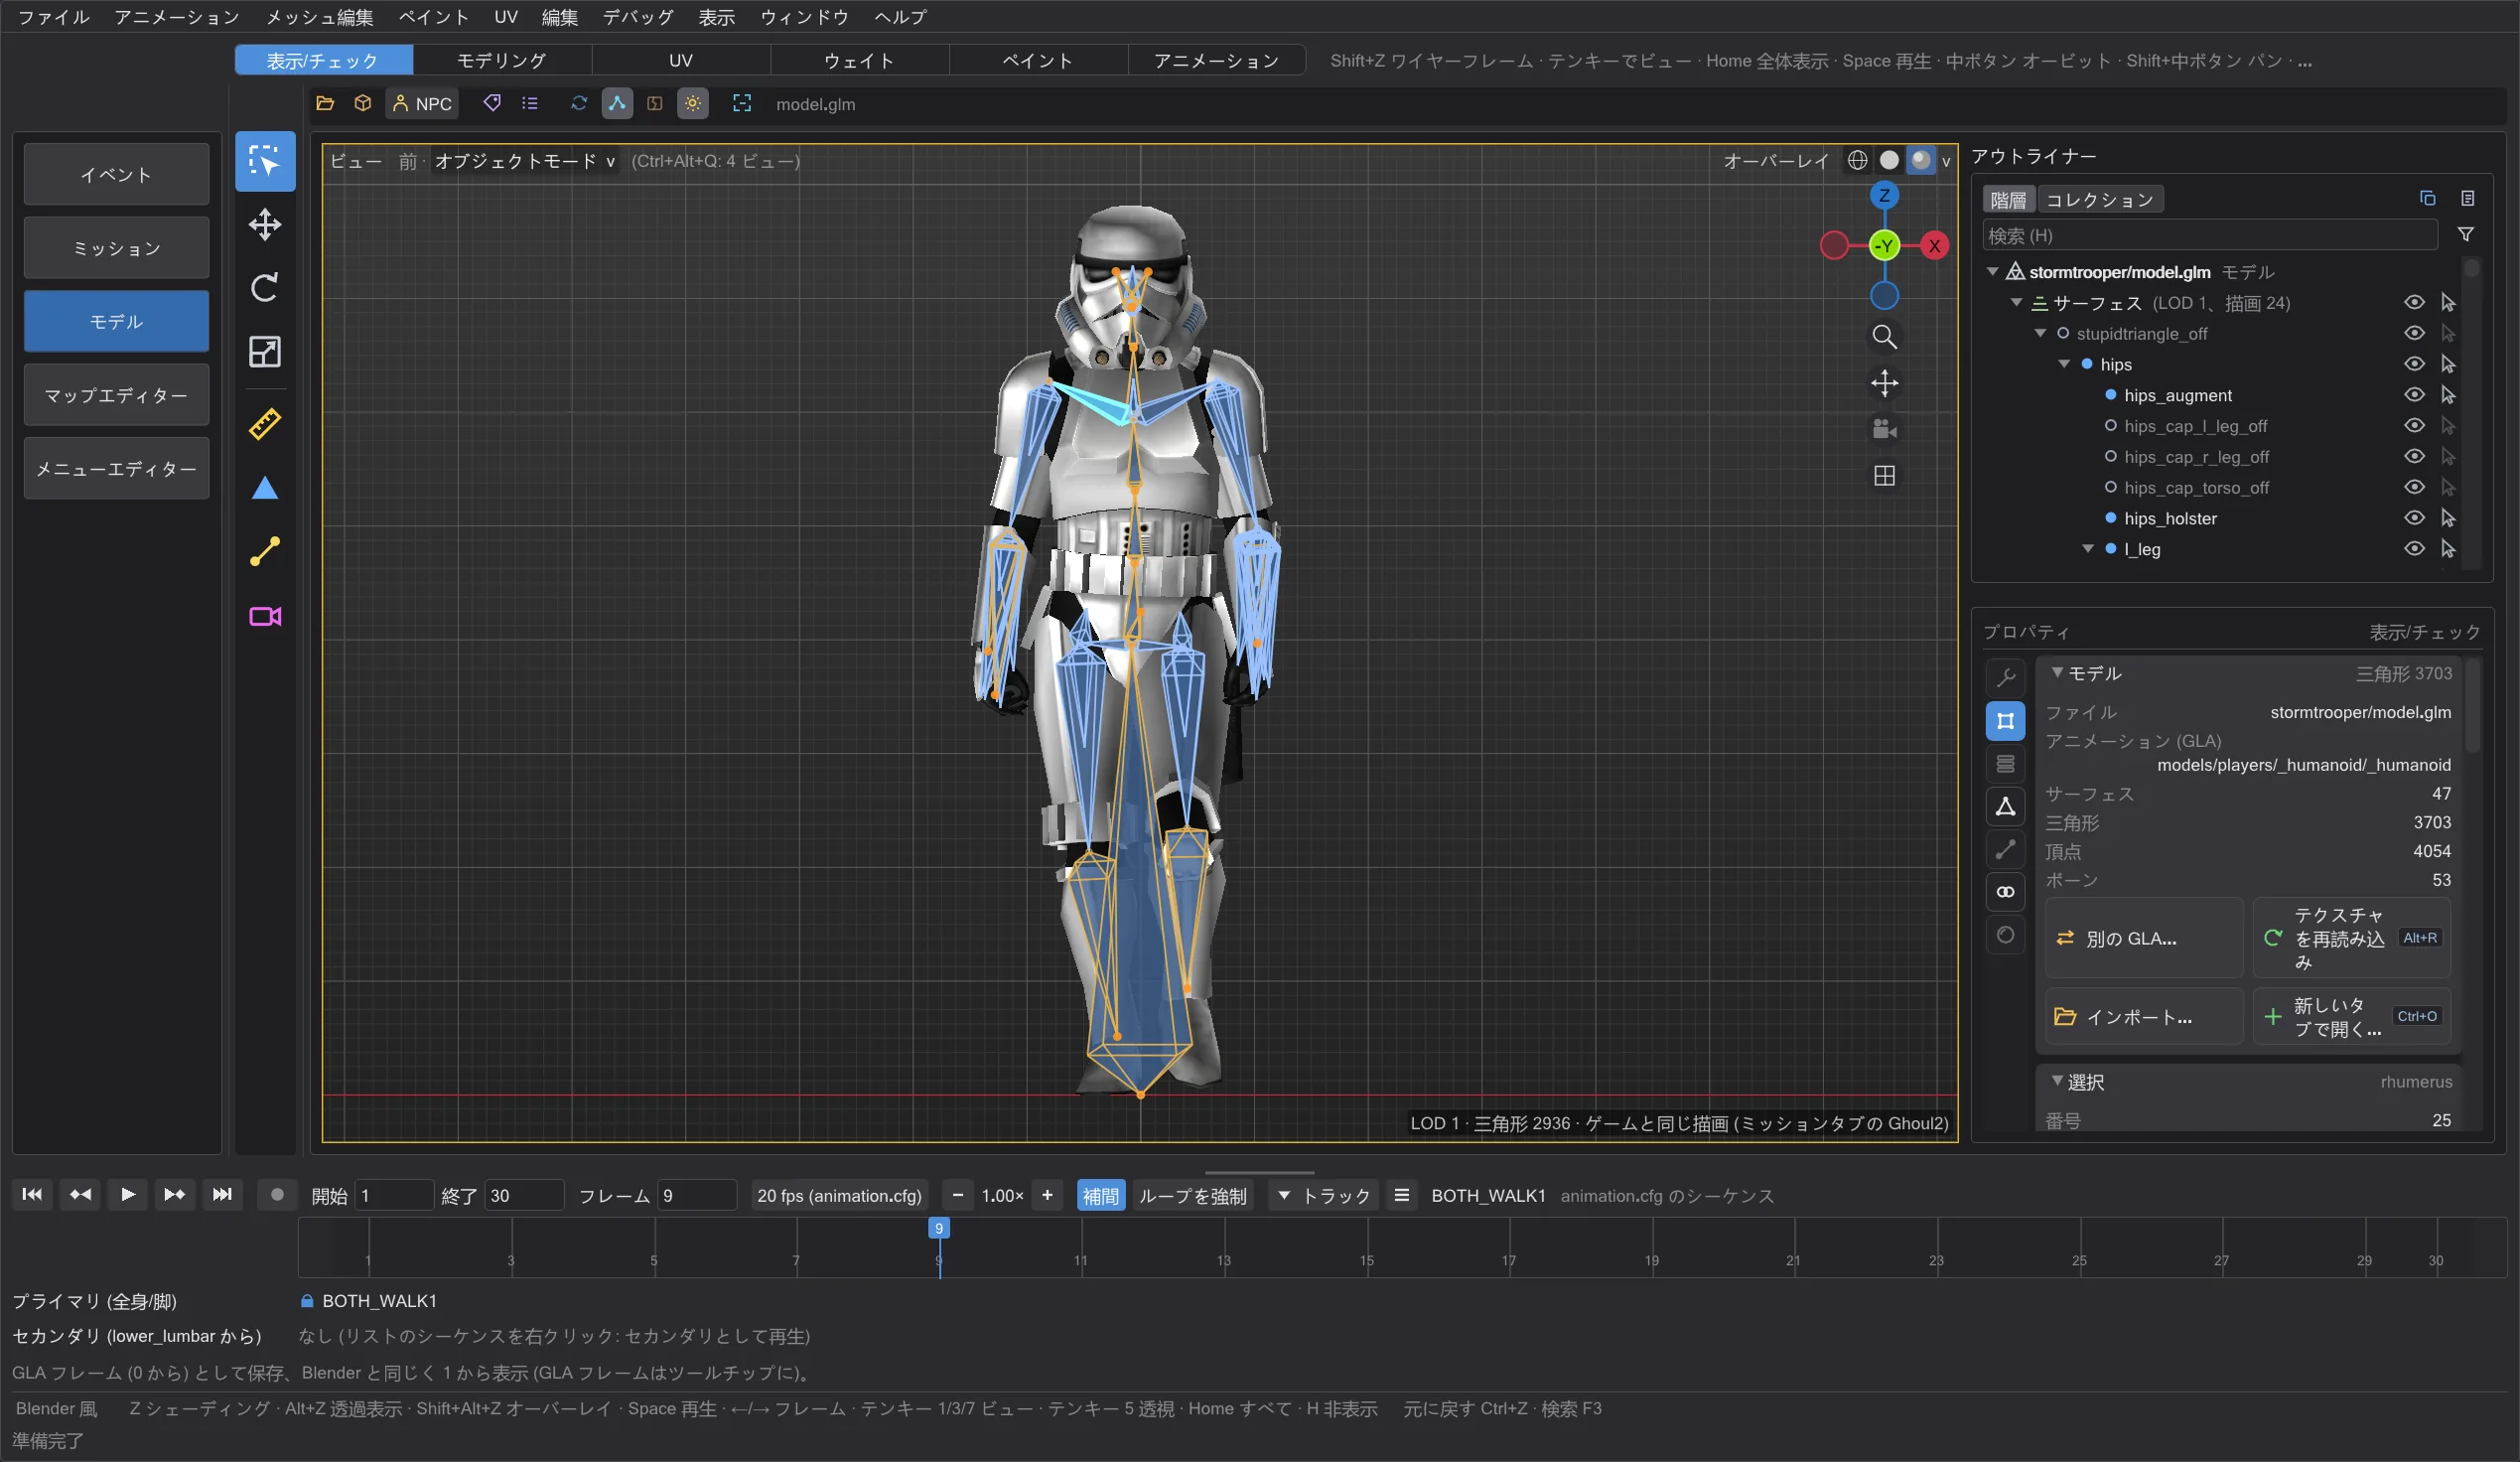 ファイル アニメーション メッシュ編集 ペイント UV 編集 デバッグ 表示 ウィンドウ ヘルプ
表示/チェック モデリング UV ウェイト ペイント アニメーション Shift+Z ワイヤーフレーム · テンキーでビュー · Home 全体表示 · Space 再生 · 中ボタン オービット · Shift+中ボタン パン · ...
NPC model.glm
イベント
ミッション
モデル
マップエディター
メニューエディター
ビュー 前 · オブジェクトモード v (Ctrl+Alt+Q: 4 ビュー) オーバーレイ v
Z
-Y X
LOD 1 · 三角形 2936 · ゲームと同じ描画 (ミッションタブの Ghoul2)
アウトライナー
階層 コレクション
検索 (H)
stormtrooper/model.glm モデル
サーフェス (LOD 1、描画 24)
stupidtriangle_off
hips
hips_augment
hips_cap_l_leg_off
hips_cap_r_leg_off
hips_cap_torso_off
hips_holster
l_leg
プロパティ 表示/チェック
モデル 三角形 3703
ファイル stormtrooper/model.glm
アニメーション (GLA)
models/players/_humanoid/_humanoid
サーフェス 47
三角形 3703
頂点 4054
ボーン 53
別の GLA...
テクスチャ
を再読み込
み
Alt+R
インポート...
新しいタ
ブで開く...
Ctrl+O
選択 rhumerus
番号 25
開始 1 終了 30 フレーム 9 20 fps (animation.cfg) − 1.00× + 補間 ループを強制 トラック BOTH_WALK1 animation.cfg のシーケンス
9
1 3 5 7 9 11 13 15 17 19 21 23 25 27 29 30
プライマリ (全身/脚) BOTH_WALK1
セカンダリ (lower_lumbar から) なし (リストのシーケンスを右クリック: セカンダリとして再生)
GLA フレーム (0 から) として保存、Blender と同じく 1 から表示 (GLA フレームはツールチップに)。
Blender 風 Z シェーディング · Alt+Z 透過表示 · Shift+Alt+Z オーバーレイ · Space 再生 · ←/→ フレーム · テンキー 1/3/7 ビュー · テンキー 5 透視 · Home すべて · H 非表示 元に戻す Ctrl+Z · 検索 F3
準備完了